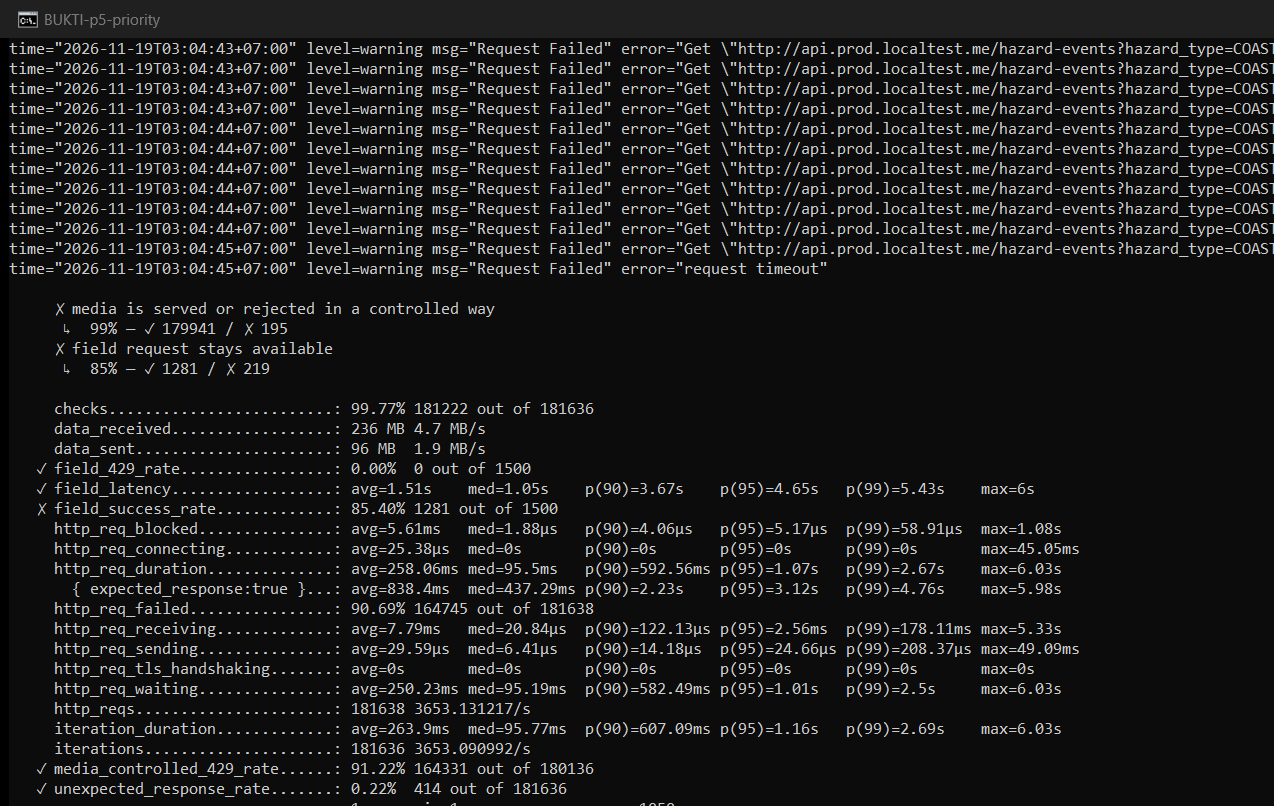 BUKTI-p5-priority
time="2026-11-19T03:04:43+07:00" level=warning msg="Request Failed" error="Get \"http://api.prod.localtest.me/hazard-events?hazard_type=COAST
time="2026-11-19T03:04:43+07:00" level=warning msg="Request Failed" error="Get \"http://api.prod.localtest.me/hazard-events?hazard_type=COAST
time="2026-11-19T03:04:43+07:00" level=warning msg="Request Failed" error="Get \"http://api.prod.localtest.me/hazard-events?hazard_type=COAST
time="2026-11-19T03:04:43+07:00" level=warning msg="Request Failed" error="Get \"http://api.prod.localtest.me/hazard-events?hazard_type=COAST
time="2026-11-19T03:04:44+07:00" level=warning msg="Request Failed" error="Get \"http://api.prod.localtest.me/hazard-events?hazard_type=COAST
time="2026-11-19T03:04:44+07:00" level=warning msg="Request Failed" error="Get \"http://api.prod.localtest.me/hazard-events?hazard_type=COAST
time="2026-11-19T03:04:44+07:00" level=warning msg="Request Failed" error="Get \"http://api.prod.localtest.me/hazard-events?hazard_type=COAST
time="2026-11-19T03:04:44+07:00" level=warning msg="Request Failed" error="Get \"http://api.prod.localtest.me/hazard-events?hazard_type=COAST
time="2026-11-19T03:04:44+07:00" level=warning msg="Request Failed" error="Get \"http://api.prod.localtest.me/hazard-events?hazard_type=COAST
time="2026-11-19T03:04:44+07:00" level=warning msg="Request Failed" error="Get \"http://api.prod.localtest.me/hazard-events?hazard_type=COAST
time="2026-11-19T03:04:45+07:00" level=warning msg="Request Failed" error="Get \"http://api.prod.localtest.me/hazard-events?hazard_type=COAST
time="2026-11-19T03:04:45+07:00" level=warning msg="Request Failed" error="request timeout"
✗ media is served or rejected in a controlled way
↳ 99% — ✓ 179941 / ✗ 195
✗ field request stays available
↳ 85% — ✓ 1281 / ✗ 219
checks.........................: 99.77% 181222 out of 181636
data_received..................: 236 MB 4.7 MB/s
data_sent......................: 96 MB 1.9 MB/s
✓ field_429_rate.................: 0.00% 0 out of 1500
✓ field_latency..................: avg=1.51s med=1.05s p(90)=3.67s p(95)=4.65s p(99)=5.43s max=6s
✗ field_success_rate.............: 85.40% 1281 out of 1500
http_req_blocked...............: avg=5.61ms med=1.88µs p(90)=4.06µs p(95)=5.17µs p(99)=58.91µs max=1.08s
http_req_connecting............: avg=25.38µs med=0s p(90)=0s p(95)=0s p(99)=0s max=45.05ms
http_req_duration..............: avg=258.06ms med=95.5ms p(90)=592.56ms p(95)=1.07s p(99)=2.67s max=6.03s
{ expected_response:true }...: avg=838.4ms med=437.29ms p(90)=2.23s p(95)=3.12s p(99)=4.76s max=5.98s
http_req_failed................: 90.69% 164745 out of 181638
http_req_receiving.............: avg=7.79ms med=20.84µs p(90)=122.13µs p(95)=2.56ms p(99)=178.11ms max=5.33s
http_req_sending...............: avg=29.59µs med=6.41µs p(90)=14.18µs p(95)=24.66µs p(99)=208.37µs max=49.09ms
http_req_tls_handshaking.......: avg=0s med=0s p(90)=0s p(95)=0s p(99)=0s max=0s
http_req_waiting...............: avg=250.23ms med=95.19ms p(90)=582.49ms p(95)=1.01s p(99)=2.5s max=6.03s
http_reqs......................: 181638 3653.131217/s
iteration_duration.............: avg=263.9ms med=95.77ms p(90)=607.09ms p(95)=1.16s p(99)=2.69s max=6.03s
iterations.....................: 181636 3653.090992/s
✓ media_controlled_429_rate......: 91.22% 164331 out of 180136
✓ unexpected_response_rate.......: 0.22% 414 out of 181636